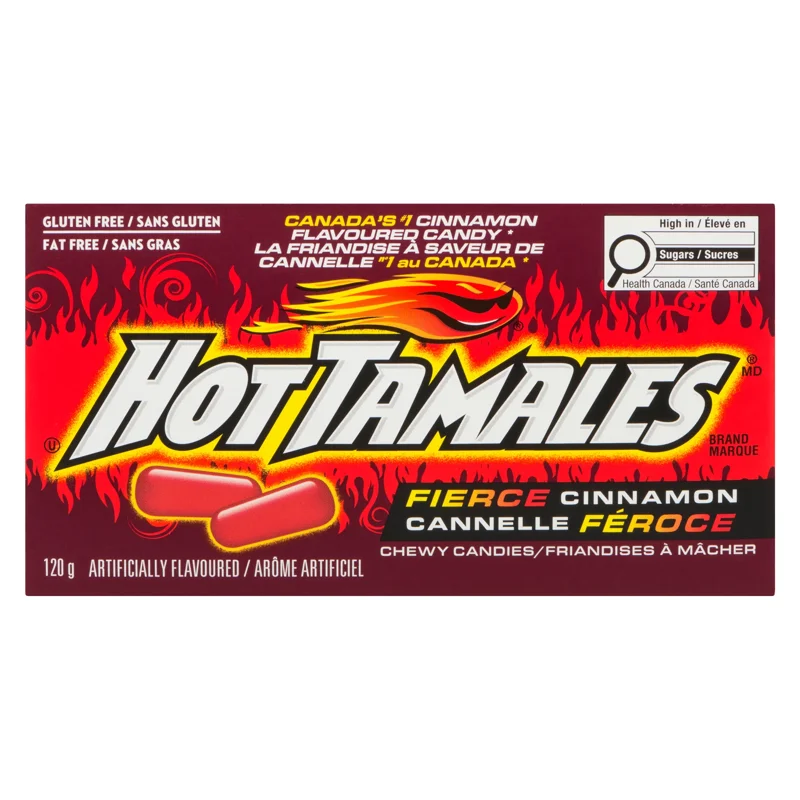 GLUTEN FREE / SANS GLUTEN
FAT FREE / SANS GRAS
CANADA'S #1 CINNAMON
FLAVOURED CANDY *
LA FRIANDISE À SAVEUR DE
CANNELLE nº1 au CANADA *
High in / Élevé en
Sugars / Sucres
Health Canada / Santé Canada
®
HOT TAMALES
®
MD
BRAND
MARQUE
U
FIERCE CINNAMON
CANNELLE FÉROCE
CHEWY CANDIES/FRIANDISES À MÂCHER
120 g ARTIFICIALLY FLAVOURED / ARÔME ARTIFICIEL